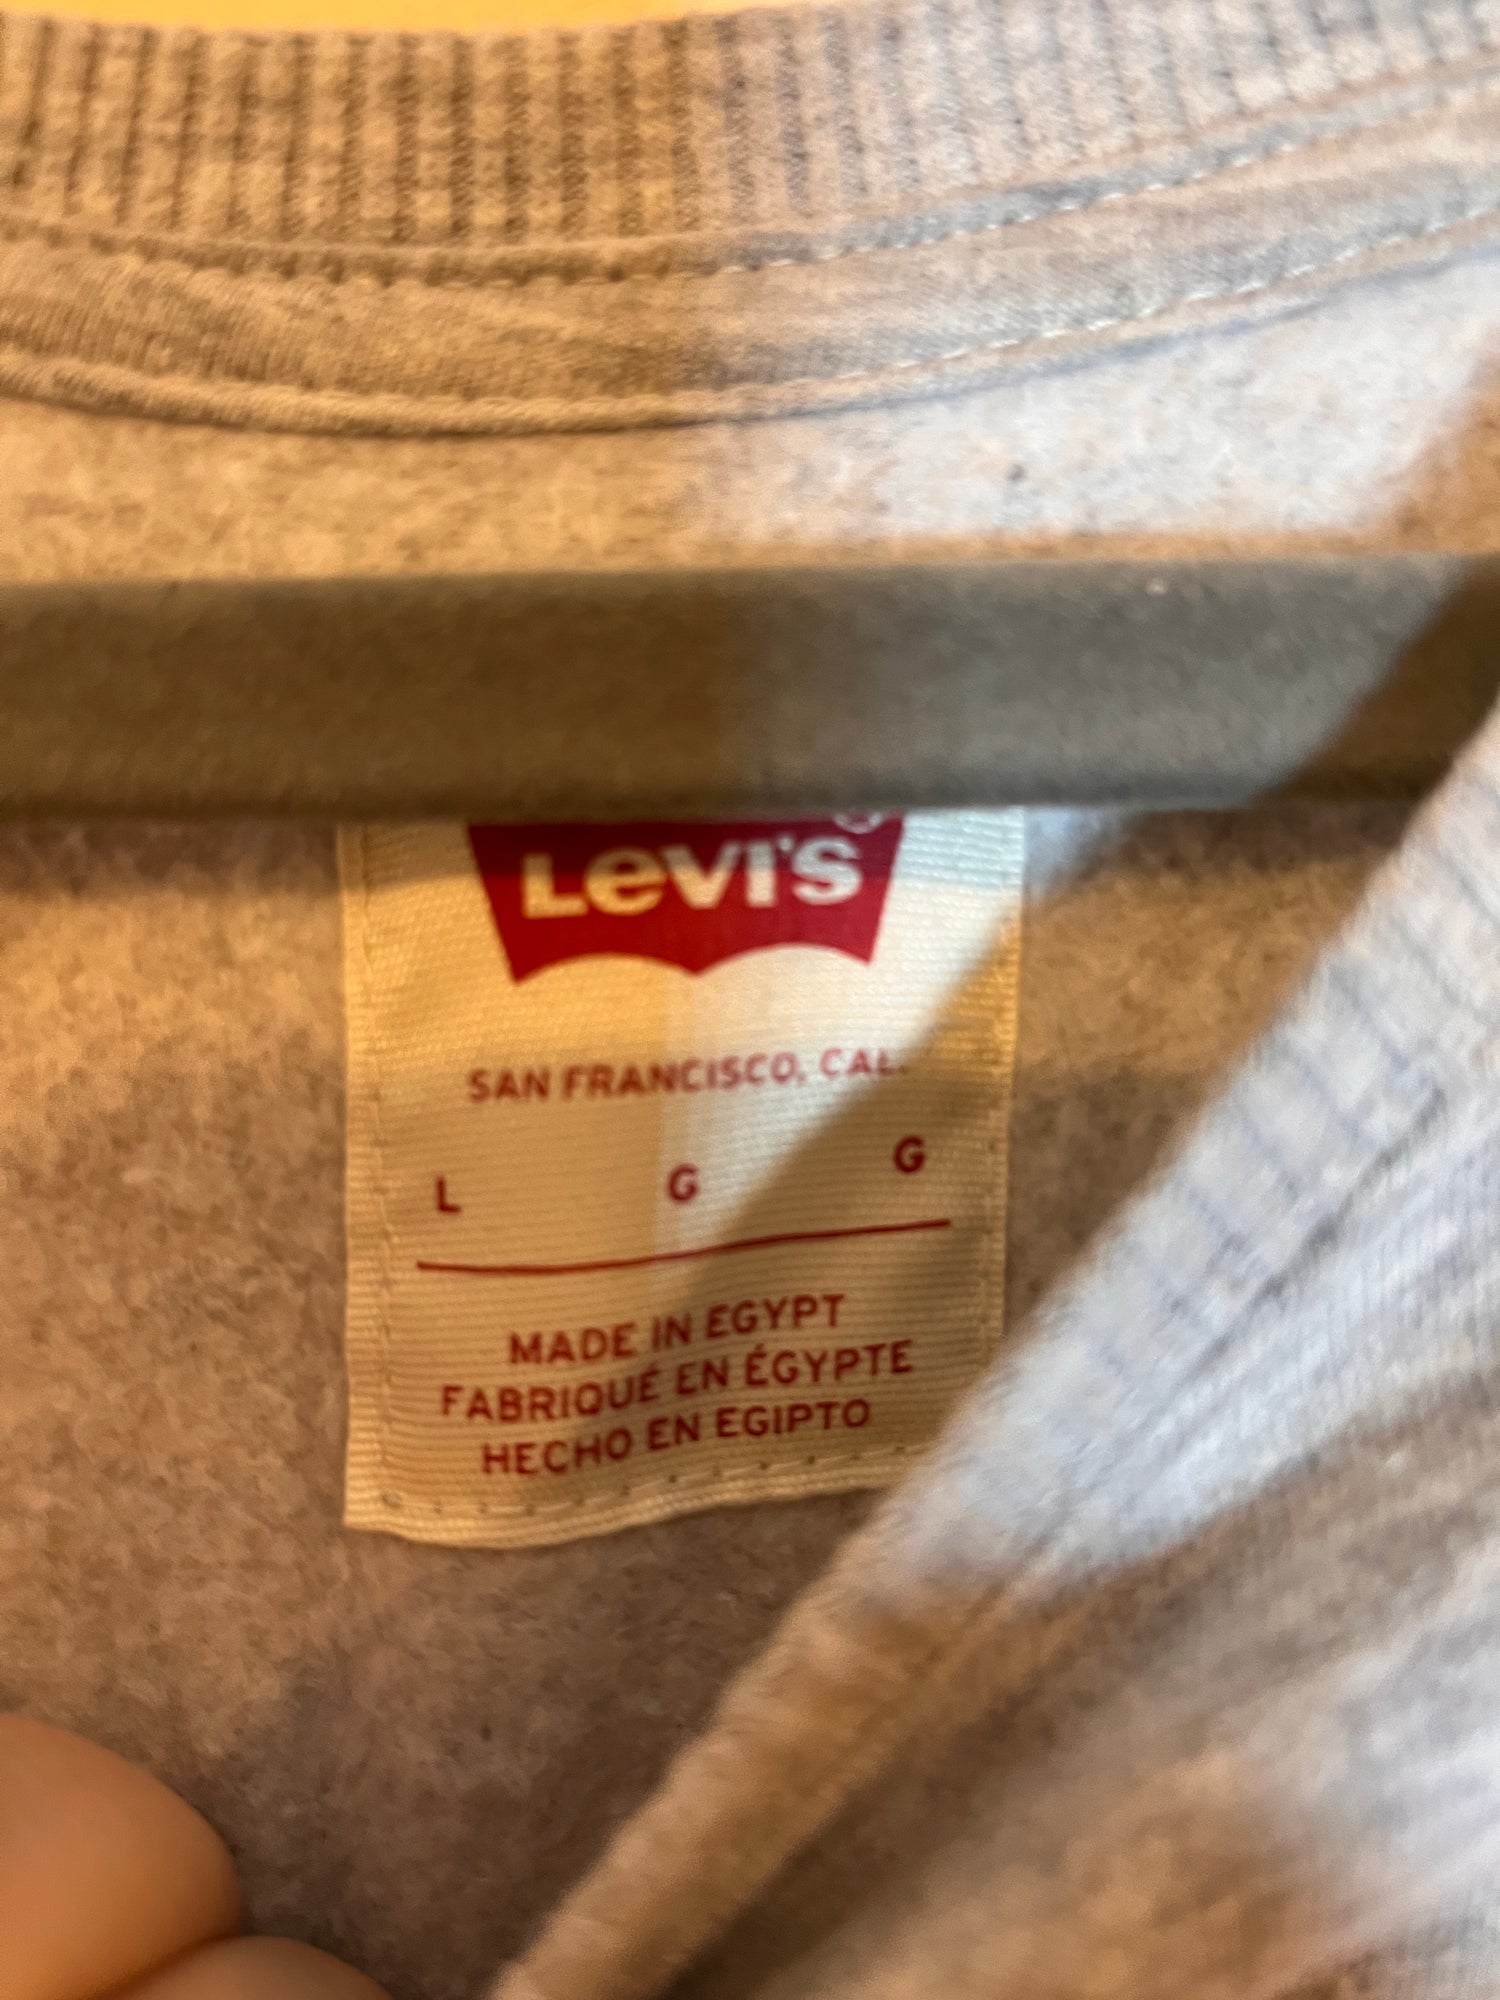 LEVI'S ®
SAN FRANCISCO, CAL.
L G G
MADE IN EGYPT
FABRIQUÉ EN ÉGYPTE
HECHO EN EGIPTO